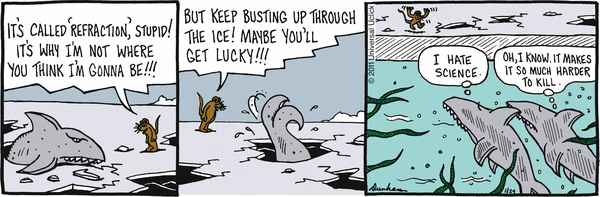 IT'S CALLED 'REFRACTION,' STUPID!
IT'S WHY I'M NOT WHERE
YOU THINK I'M GONNA BE!!!
BUT KEEP BUSTING UP THROUGH
THE ICE! MAYBE YOU'LL
GET LUCKY!!!
I HATE
SCIENCE.
OH, I KNOW. IT MAKES
IT SO MUCH HARDER
TO KILL.
© 2011 Universal Uclick
Dunham
1/29